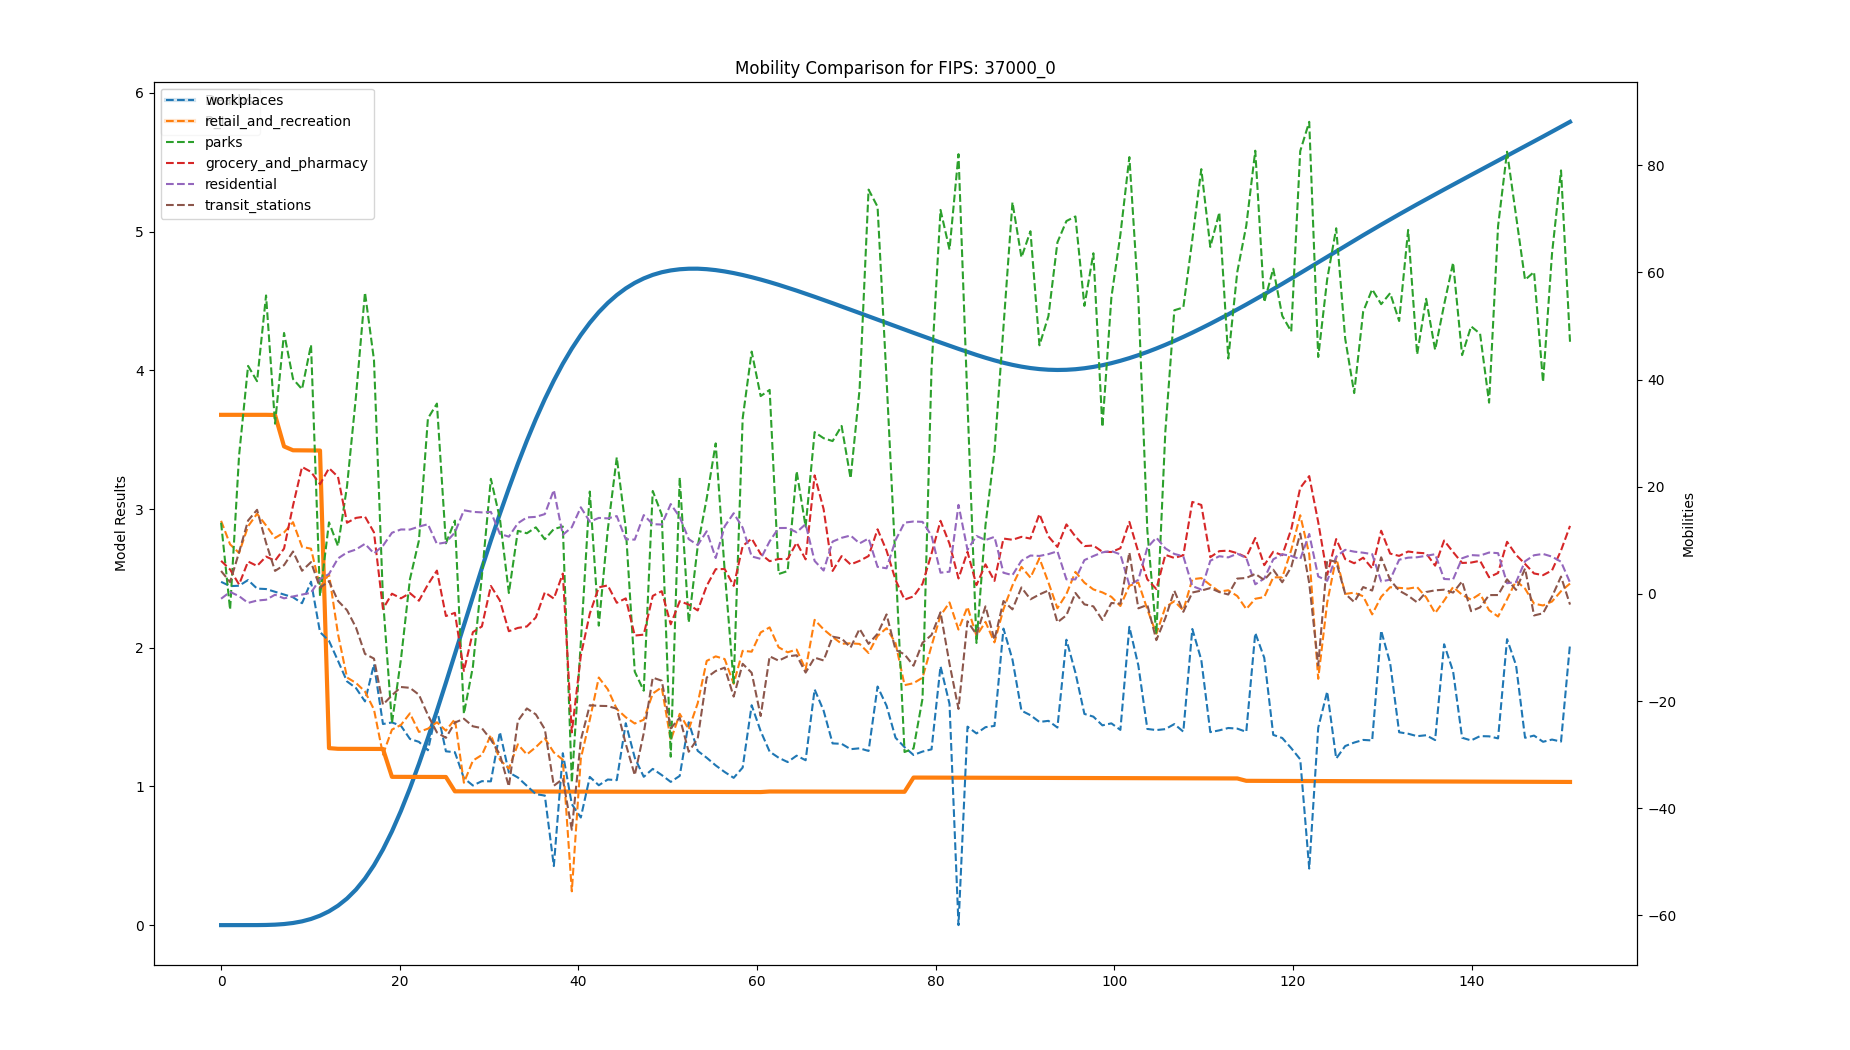 Mobility Comparison for FIPS: 37000_0
workplaces
retail_and_recreation
parks
grocery_and_pharmacy
residential
transit_stations
Model Results
Mobilities
6
5
4
3
2
1
0
80
60
40
20
0
−20
−40
−60
0 20 40 60 80 100 120 140